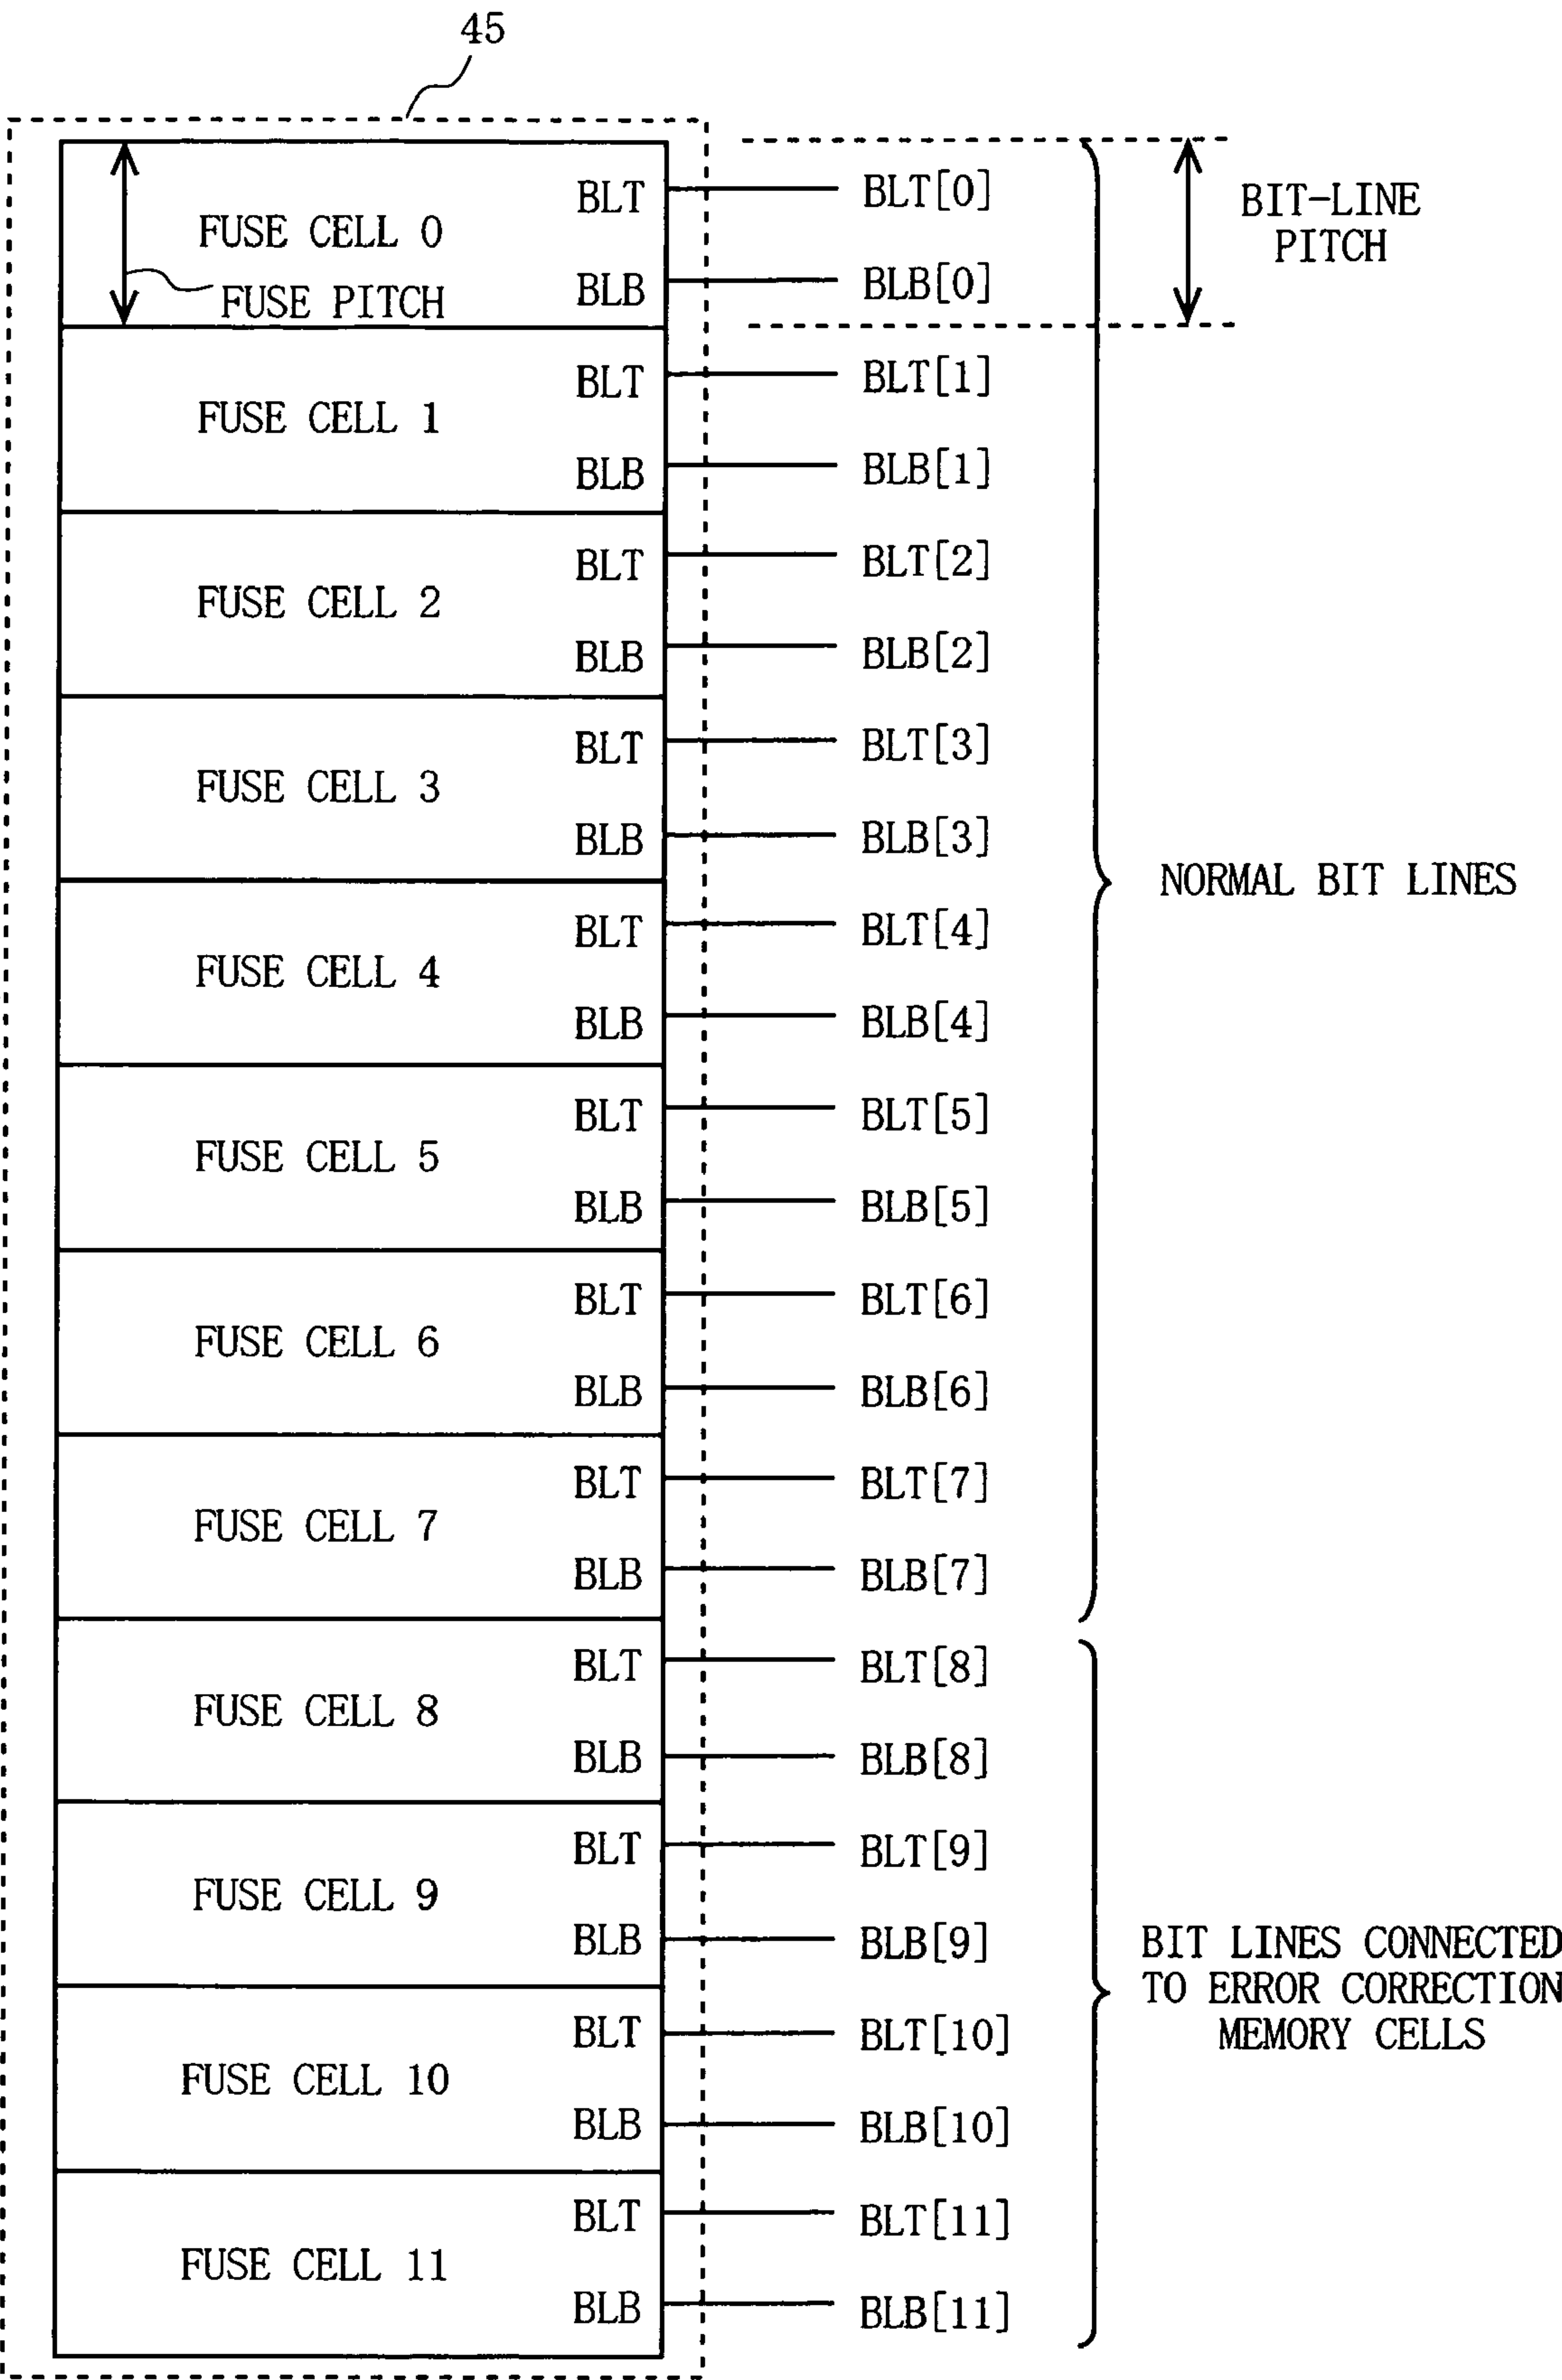 45
BLT
BLT[0]
BIT-LINE
PITCH
FUSE CELL 0
BLB
BLB[0]
FUSE PITCH
BLT
BLT[1]
FUSE CELL 1
BLB
BLB[1]
BLT
BLT[2]
FUSE CELL 2
BLB
BLB[2]
BLT
BLT[3]
FUSE CELL 3
BLB
BLB[3]
NORMAL BIT LINES
BLT
BLT[4]
FUSE CELL 4
BLB
BLB[4]
BLT
BLT[5]
FUSE CELL 5
BLB
BLB[5]
BLT
BLT[6]
FUSE CELL 6
BLB
BLB[6]
BLT
BLT[7]
FUSE CELL 7
BLB
BLB[7]
BLT
BLT[8]
FUSE CELL 8
BLB
BLB[8]
BLT
BLT[9]
FUSE CELL 9
BLB
BLB[9]
BIT LINES CONNECTED
TO ERROR CORRECTION
MEMORY CELLS
BLT
BLT[10]
FUSE CELL 10
BLB
BLB[10]
BLT
BLT[11]
FUSE CELL 11
BLB
BLB[11]